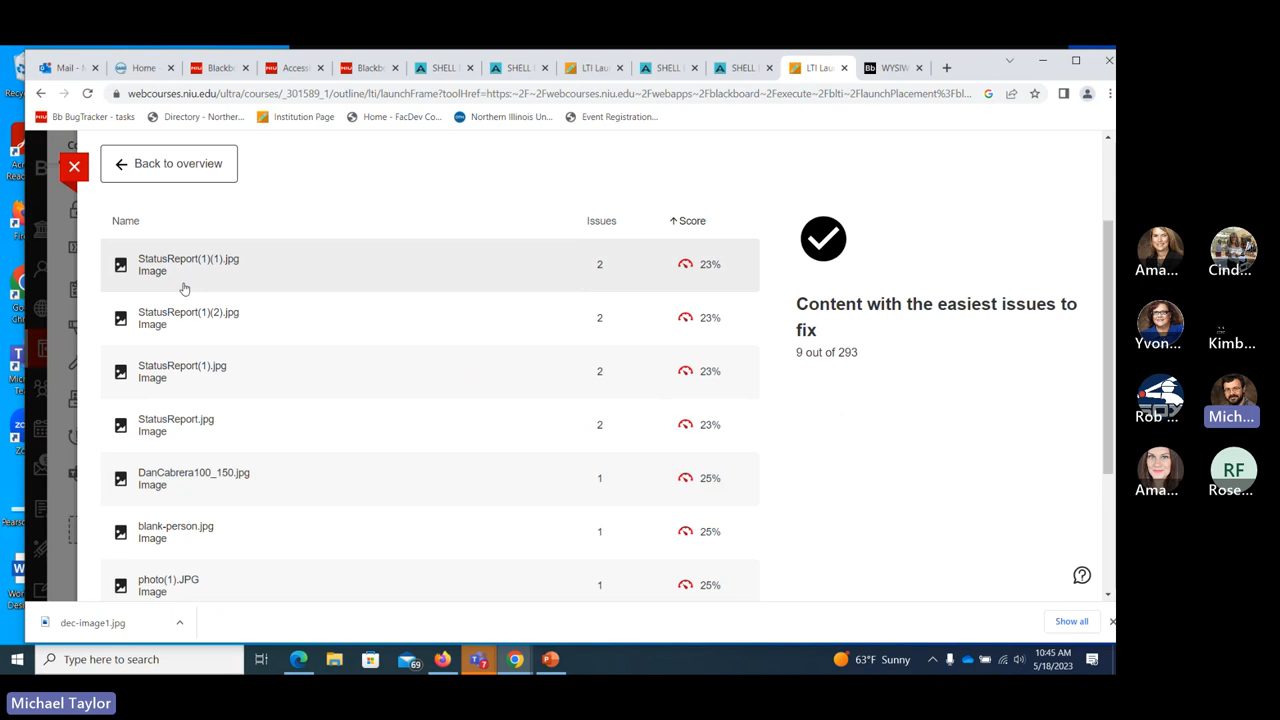 Mail - M
Home -
Blackb
Access
Blackb
SHELL
SHELL
LTI Lau
SHELL
SHELL
LTI Lau
Bb WYSIW
webcourses.niu.edu/ultra/courses/_301589_1/outline/lti/launchFrame?toolHref=https:~2F~2Fwebcourses.niu.edu~2Fwebapps~2Fblackboard~2Fexecute~2Fblti~2FlaunchPlacement%3Fbl...
Bb BugTracker - tasks
Directory - Norther...
Institution Page
Home - FacDev Co...
Northern Illinois Un...
Event Registration...
Back to overview
Name Issues Score
StatusReport(1)(1).jpg
Image
2 23%
StatusReport(1)(2).jpg
Image
2 23%
StatusReport(1).jpg
Image
2 23%
StatusReport.jpg
Image
2 23%
DanCabrera100_150.jpg
Image
1 25%
blank-person.jpg
Image
1 25%
photo(1).JPG
Image
1 25%
Content with the easiest issues to
fix
9 out of 293
Ama...
Cind...
Yvon...
Kimb...
Rob ...
Mich...
Ama...
RF
Rose...
dec-image1.jpg
Show all
Type here to search
69
7
63°F Sunny
10:45 AM
5/18/2023
Michael Taylor